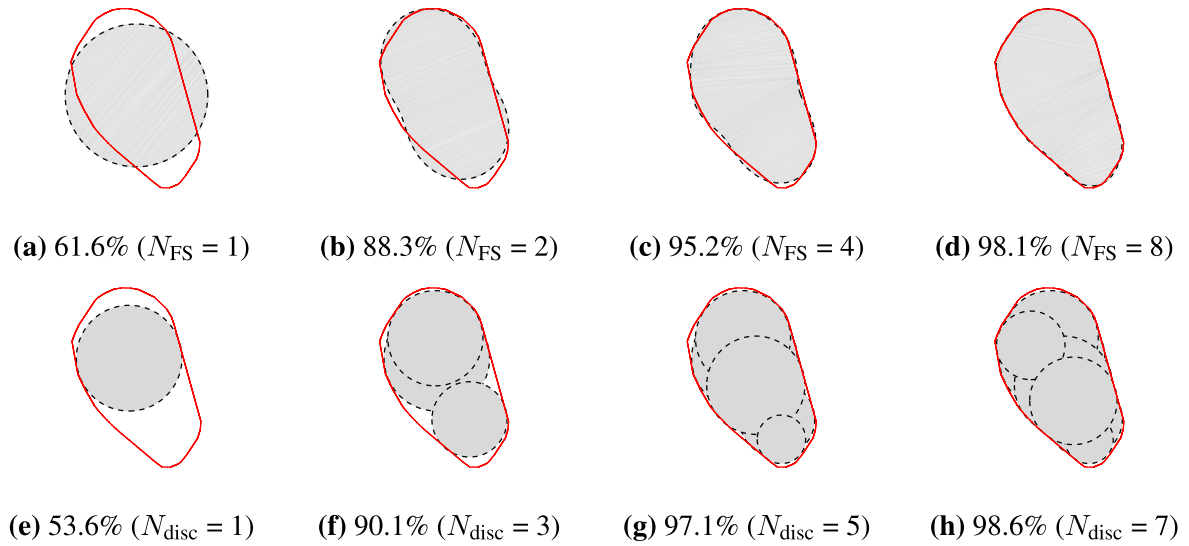 (a) 61.6% (N_FS = 1) (b) 88.3% (N_FS = 2) (c) 95.2% (N_FS = 4) (d) 98.1% (N_FS = 8)
(e) 53.6% (N_disc = 1) (f) 90.1% (N_disc = 3) (g) 97.1% (N_disc = 5) (h) 98.6% (N_disc = 7)